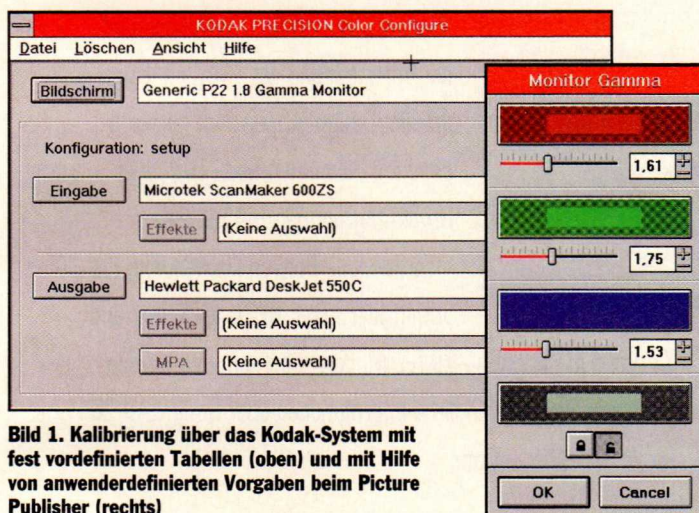 KODAK PRECISION Color Configure
Datei Löschen Ansicht Hilfe
Bildschirm Generic P22 1.8 Gamma Monitor
Konfiguration: setup
Eingabe Microtek ScanMaker 600ZS
Effekte (Keine Auswahl)
Ausgabe Hewlett Packard DeskJet 550C
Effekte (Keine Auswahl)
MPA (Keine Auswahl)
Monitor Gamma
1,61
1,75
1,53
OK Cancel
Bild 1. Kalibrierung über das Kodak-System mit
fest vordefinierten Tabellen (oben) und mit Hilfe
von anwenderdefinierten Vorgaben beim Picture
Publisher (rechts)